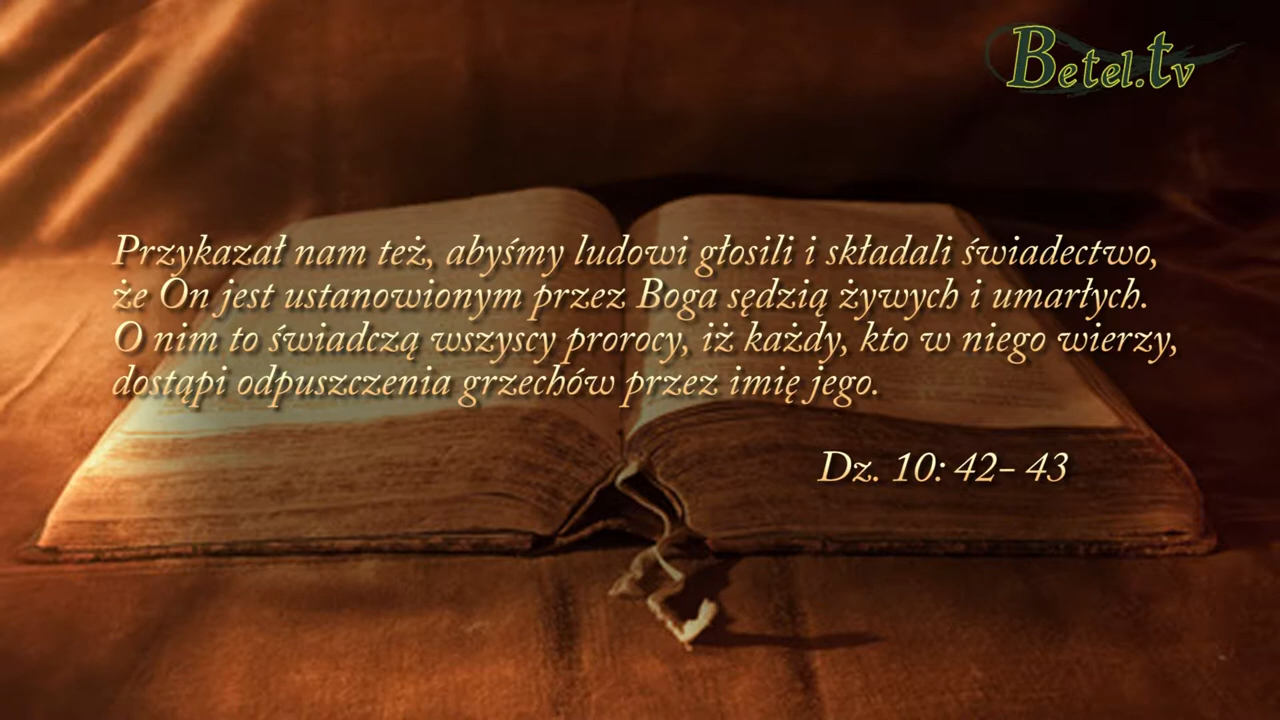 Betel.tv
Przykazał nam też, abyśmy ludowi głosili i składali świadectwo,
że On jest ustanowionym przez Boga sędzią żywych i umarłych.
O nim to świadczą wszyscy prorocy, iż każdy, kto w niego wierzy,
dostąpi odpuszczenia grzechów przez imię jego.
Dz. 10: 42- 43